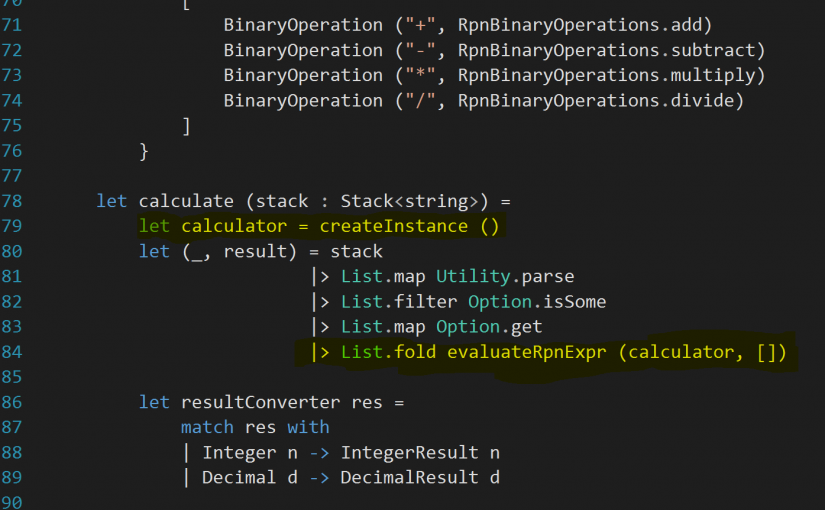 70 [
71 BinaryOperation ("+", RpnBinaryOperations.add)
72 BinaryOperation ("-", RpnBinaryOperations.subtract)
73 BinaryOperation ("*", RpnBinaryOperations.multiply)
74 BinaryOperation ("/", RpnBinaryOperations.divide)
75 ]
76 }
77
78 let calculate (stack : Stack<string>) =
79 let calculator = createInstance ()
80 let (_, result) = stack
81 |> List.map Utility.parse
82 |> List.filter Option.isSome
83 |> List.map Option.get
84 |> List.fold evaluateRpnExpr (calculator, [])
85
86 let resultConverter res =
87 match res with
88 | Integer n -> IntegerResult n
89 | Decimal d -> DecimalResult d
90